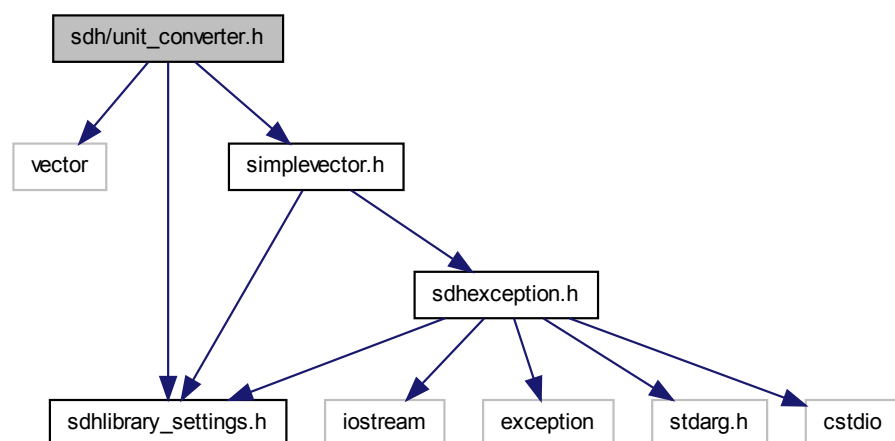 sdh/unit_converter.h
vector
simplevector.h
sdhexception.h
sdhlibrary_settings.h
iostream
exception
stdarg.h
cstdio